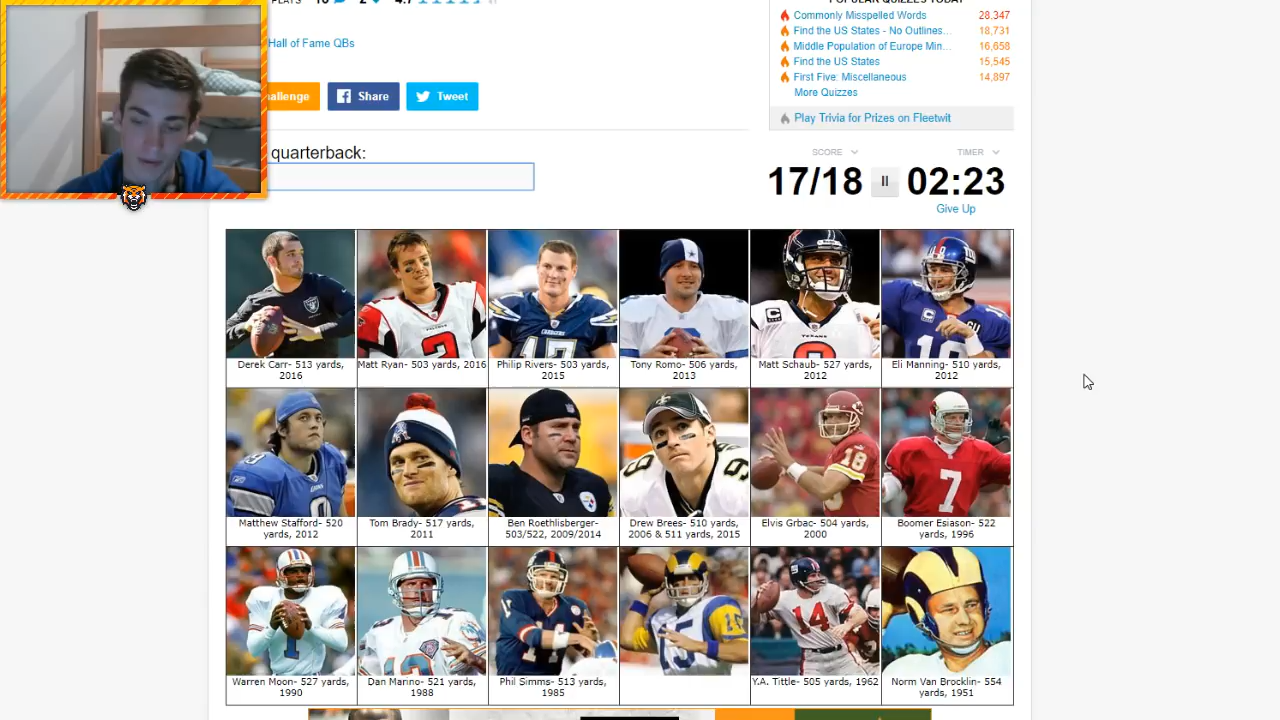 POPULAR QUIZZES TODAY
Commonly Misspelled Words 28,347
Find the US States - No Outlines... 18,731
Middle Population of Europe Min... 16,658
Find the US States 15,545
First Five: Miscellaneous 14,897
More Quizzes
Play Trivia for Prizes on Fleetwit
Hall of Fame QBs
allenge
Share
Tweet
quarterback:
SCORE
TIMER
17/18
02:23
Give Up
Derek Carr- 513 yards,
2016
Matt Ryan- 503 yards, 2016
Philip Rivers- 503 yards,
2015
Tony Romo- 506 yards,
2013
Matt Schaub- 527 yards,
2012
Eli Manning- 510 yards,
2012
Matthew Stafford- 520
yards, 2012
Tom Brady- 517 yards,
2011
Ben Roethlisberger-
503/522, 2009/2014
Drew Brees- 510 yards,
2006 & 511 yards, 2015
Elvis Grbac- 504 yards,
2000
Boomer Esiason- 522
yards, 1996
Warren Moon- 527 yards,
1990
Dan Marino- 521 yards,
1988
Phil Simms- 513 yards,
1985
Y.A. Tittle- 505 yards, 1962
Norm Van Brocklin- 554
yards, 1951